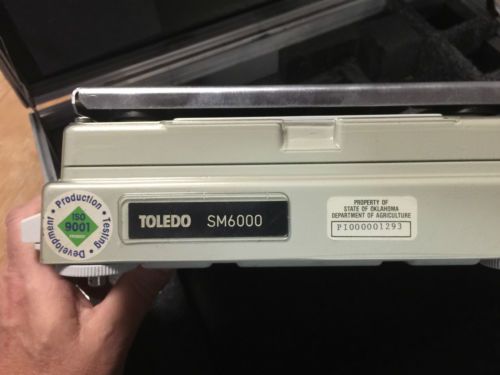 Production • Testing • Development •
ISO
9001
TOLEDO SM6000
PROPERTY OF
STATE OF OKLAHOMA
DEPARTMENT OF AGRICULTURE
PI000001293